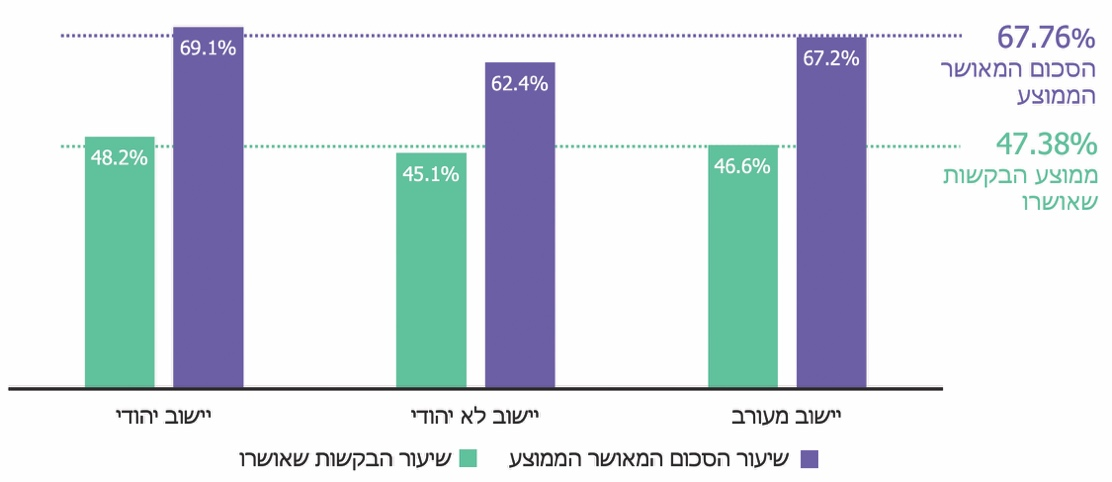 67.76%
הסכום המאושר
הממוצע
47.38%
ממוצע הבקשות
שאושרו
67.2%
46.6%
62.4%
45.1%
69.1%
48.2%
יישוב מעורב
יישוב לא יהודי
יישוב יהודי
שיעור הסכום המאושר הממוצע
שיעור הבקשות שאושרו